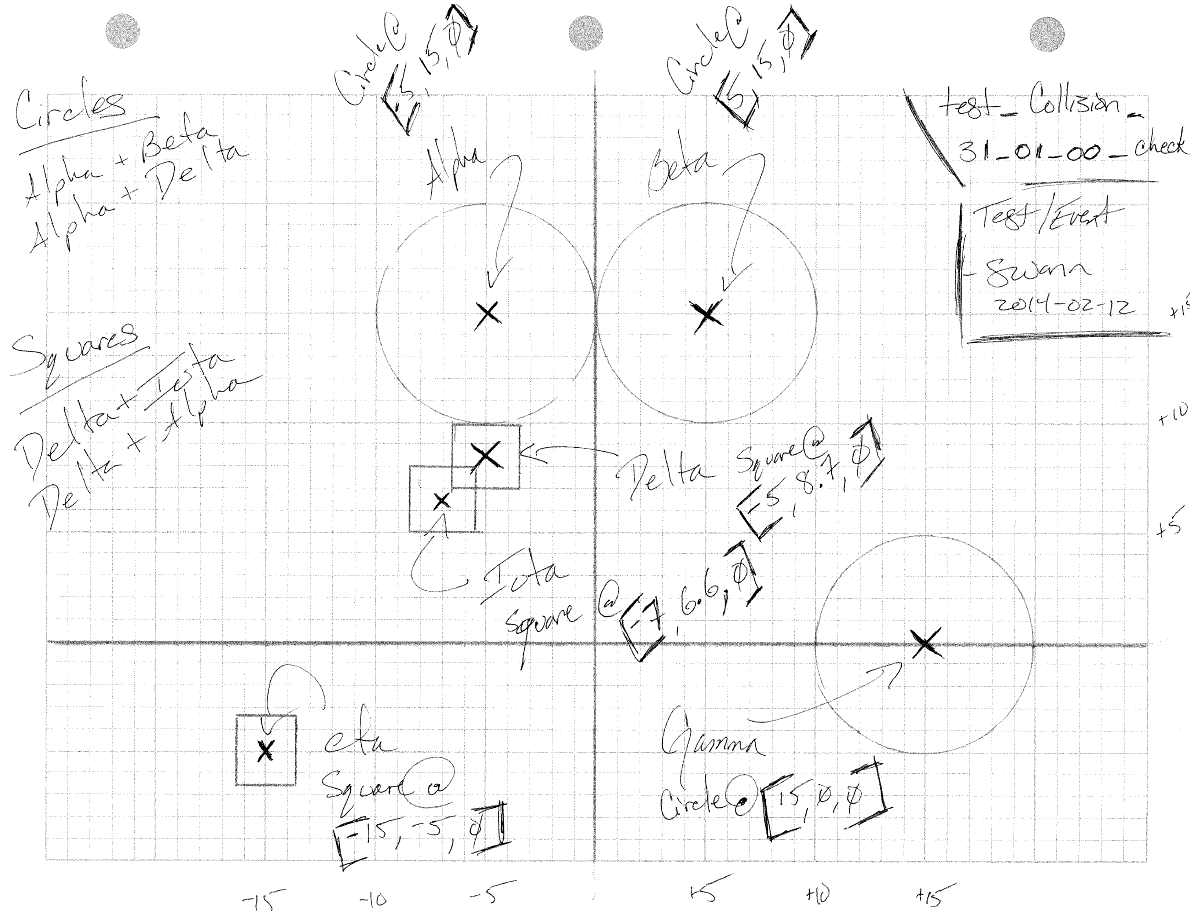 Circle@
[-5, 15, 0]
Circle@
[5, 15, 0]
Circles
Alpha + Beta
Alpha + Delta
Alpha
Beta
test_Collision_
31_01_00_check
Test/Event
- Swann
2014-02-12
+15
Squares
Delta + Iota
Delta + Alpha
+10
Delta Square@
[-5, 8.7, 0]
+5
Iota
Square @ [-7, 6.6, 0]
eta
Square @
[-15, -5, 0]
Gamma
Circle@ [15, 0, 0]
-15 -10 -5 +5 +10 +15